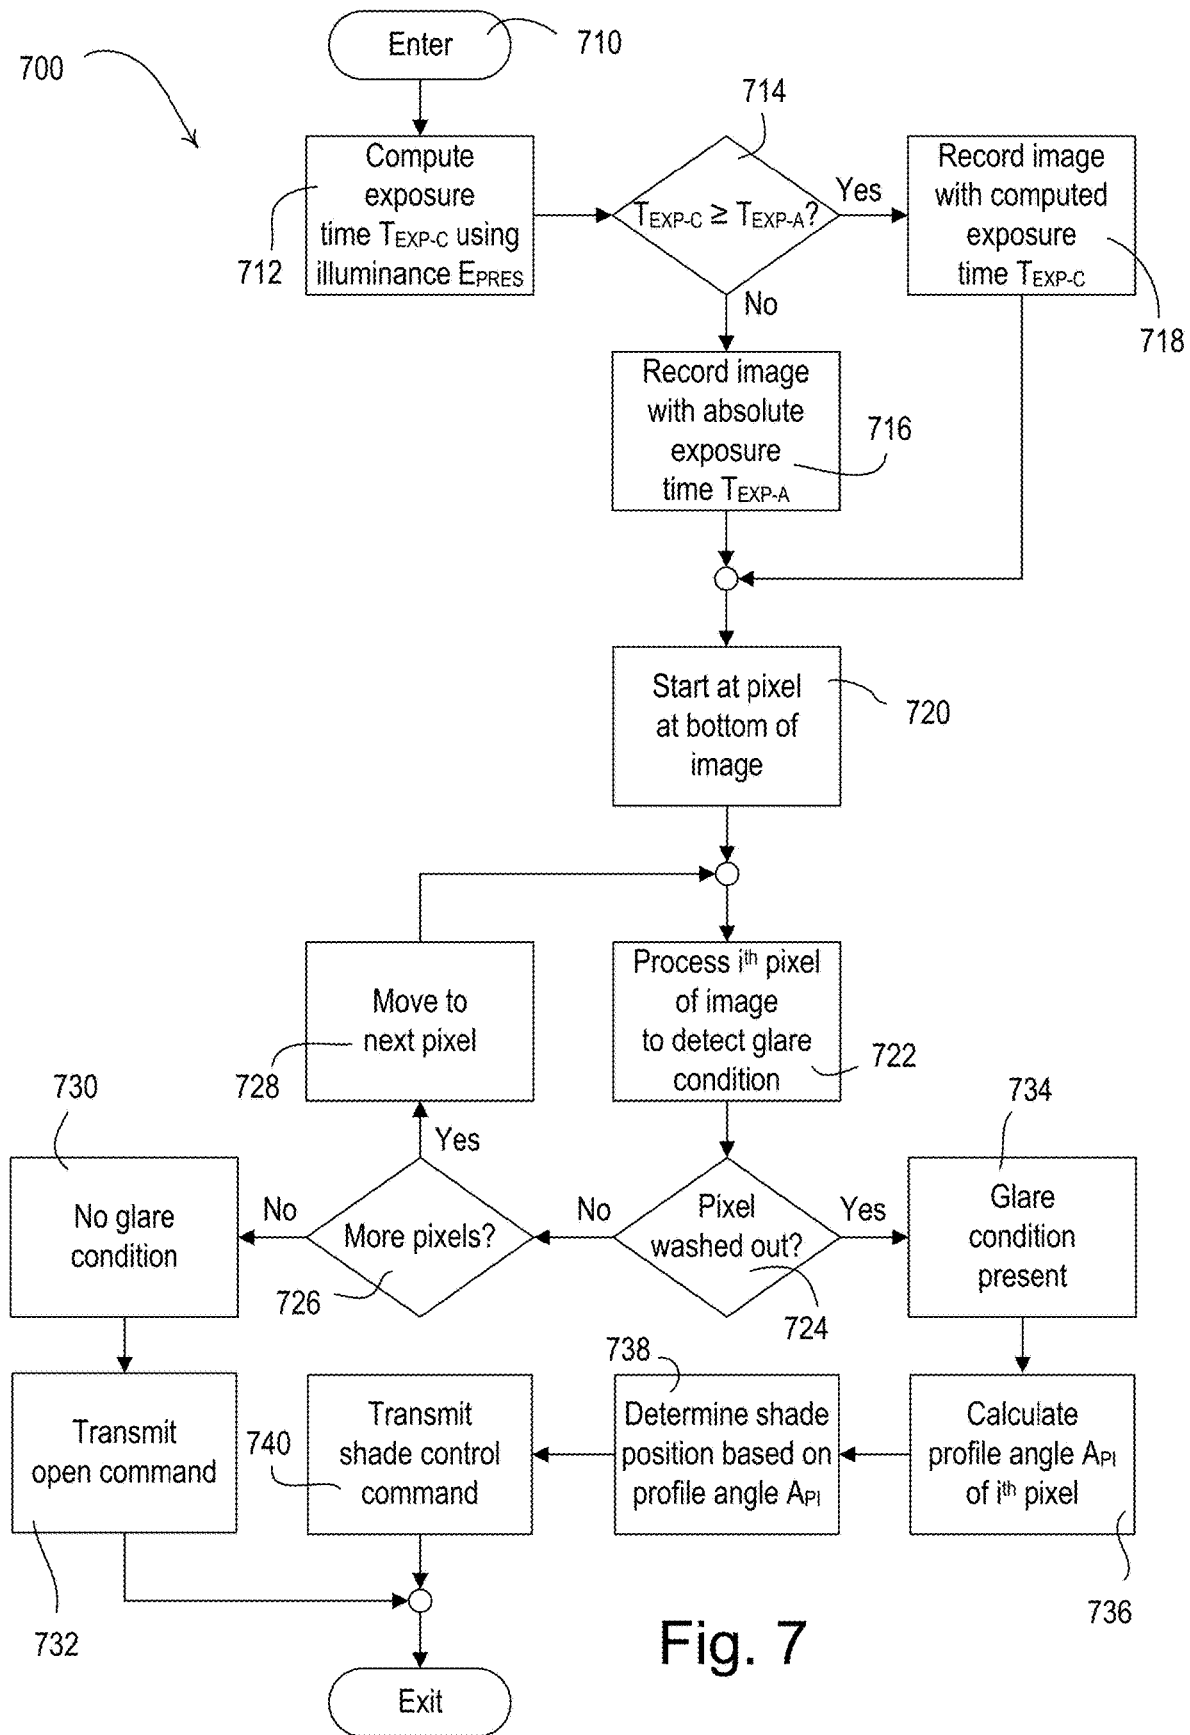 Enter
710
700
714
Compute
exposure
time TEXP-C using
illuminance EPRES
712
TEXP-C ≥ TEXP-A?
Yes
No
Record image
with computed
exposure
time TEXP-C
718
Record image
with absolute
exposure
time TEXP-A
716
Start at pixel
at bottom of
image
720
Move to
next pixel
728
Process ith pixel
of image
to detect glare
condition
722
730
734
Yes
No glare
condition
No
More pixels?
726
No
Pixel
washed out?
724
Yes
Glare
condition
present
738
Transmit
open command
732
740
Transmit
shade control
command
Determine shade
position based on
profile angle API
Calculate
profile angle API
of ith pixel
736
Exit
Fig. 7